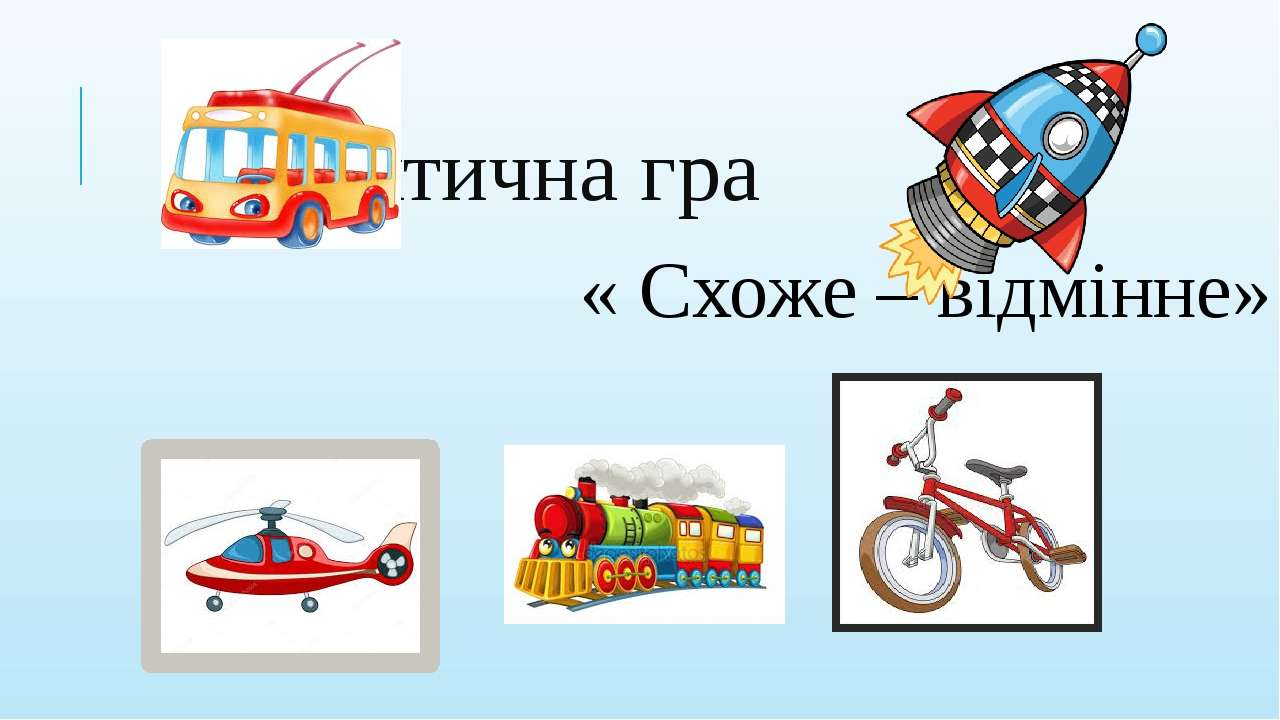 тична гра
« Схоже – відмінне»